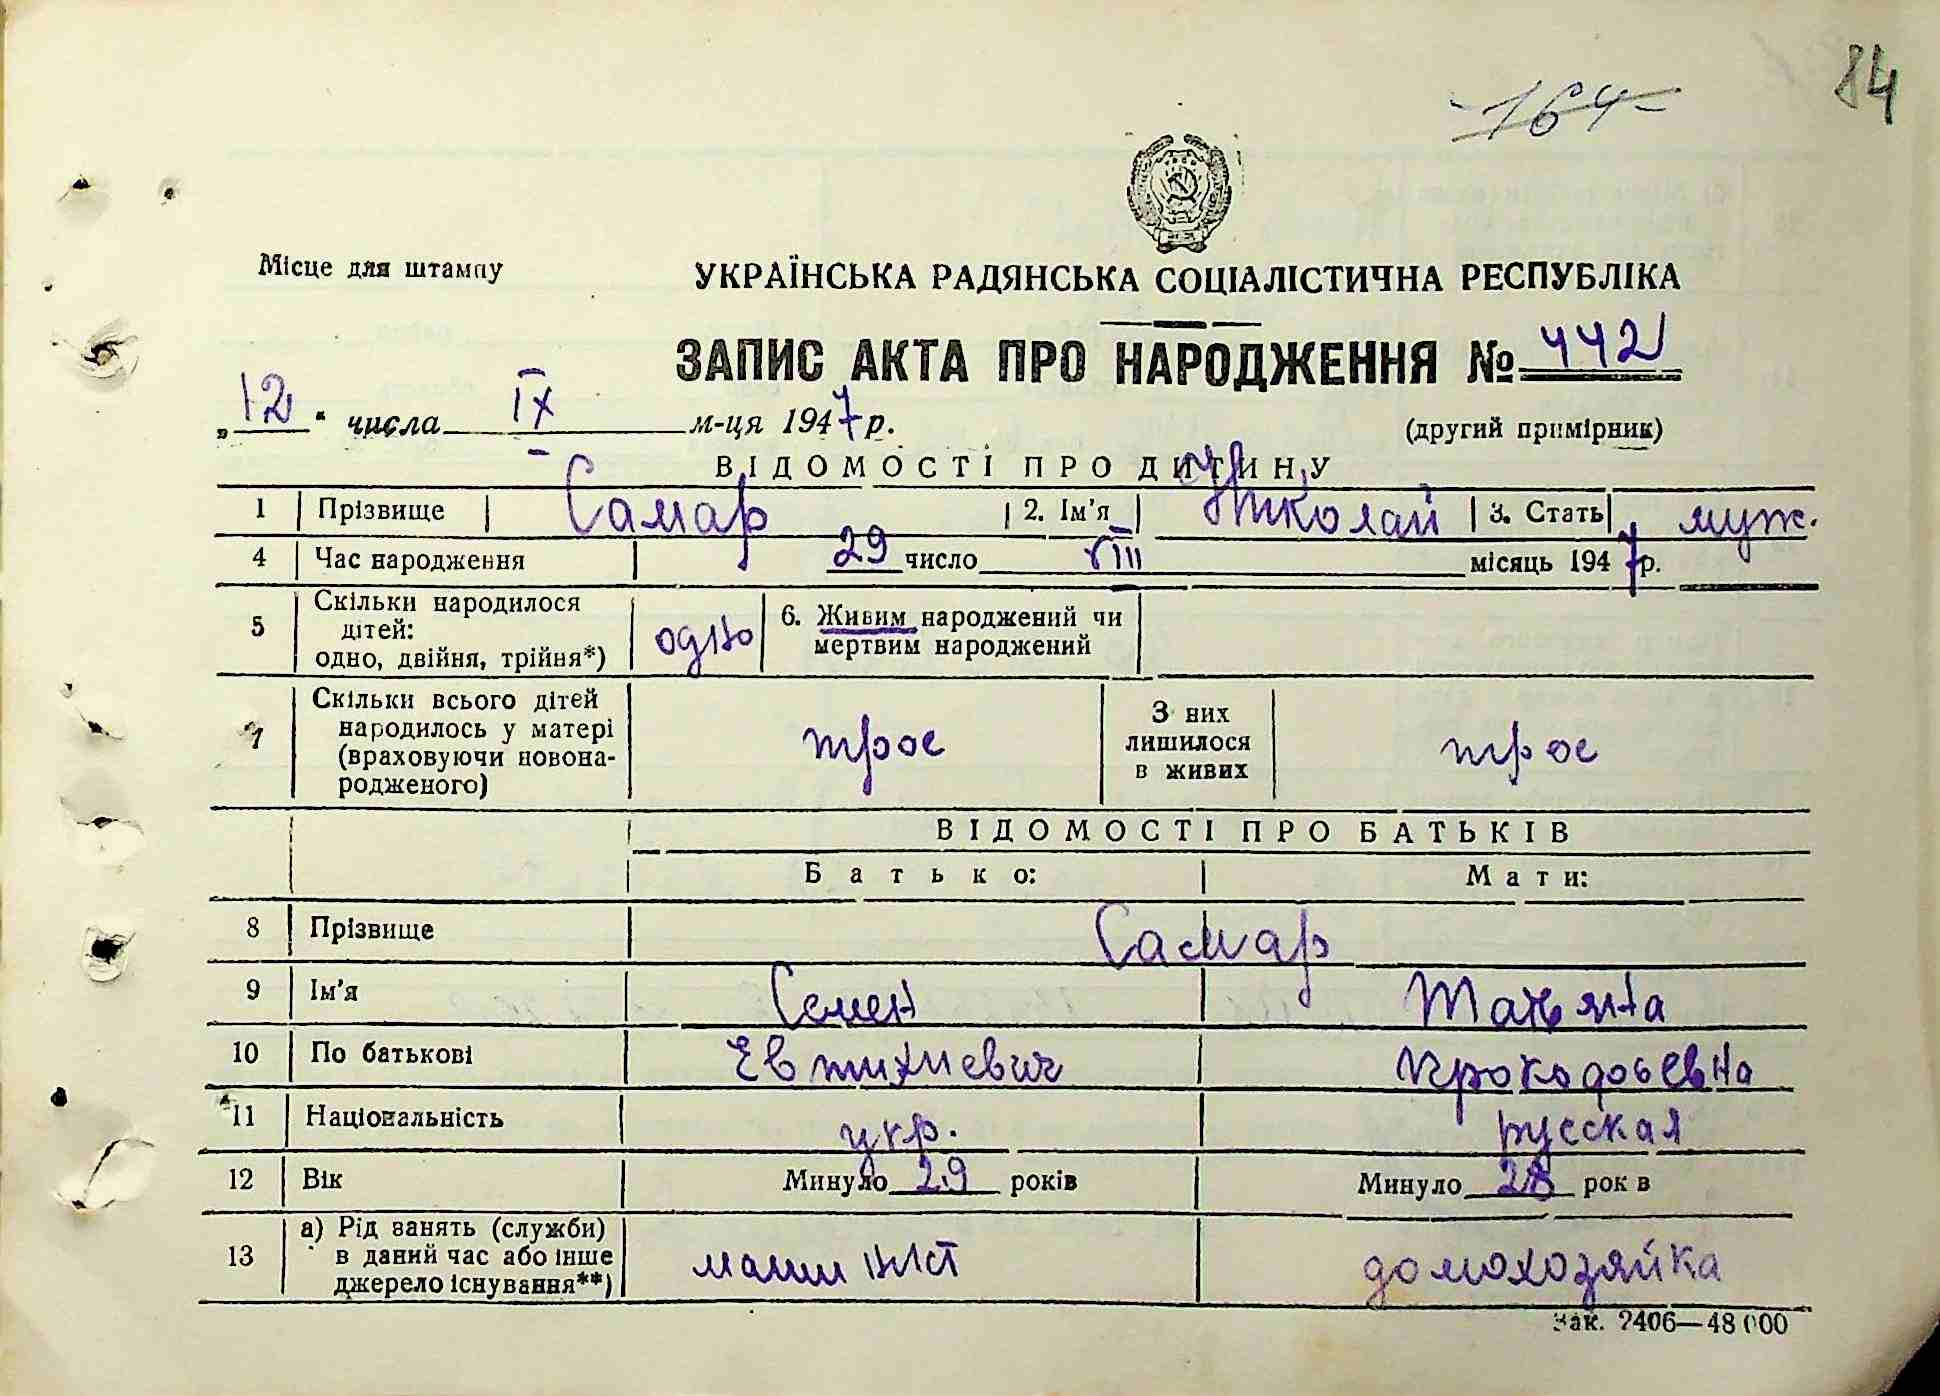 84
164
Місце для штампу
УКРАЇНСЬКА РАДЯНСЬКА СОЦІАЛІСТИЧНА РЕСПУБЛІКА
ЗАПИС АКТА ПРО НАРОДЖЕННЯ № 442
„12“ числа IX м-ця 1947 р.
(другий примірник)
ВІДОМОСТІ ПРО ДИТИНУ
1 Прізвище Самар 2. Ім'я Николай 3. Стать муж.
4 Час народження 29 число VIII місяць 1947 р.
5 Скільки народилося дітей: одно, двійня, трійня*) одно 6. Живим народжений чи мертвим народжений
7 Скільки всього дітей народилось у матері (враховуючи новонародженого) трое З них лишилося в живих трое
ВІДОМОСТІ ПРО БАТЬКІВ
Батько: Мати:
8 Прізвище Самар
9 Ім'я Семен Татьяна
10 По батькові Евтихиевич Прокофьевна
11 Національність укр. русская
12 Вік Минуло 29 років Минуло 28 рок в
13 а) Рід занять (служби) в даний час або інше джерело існування**) машинист домохозяйка
Зак. 2406—48 000